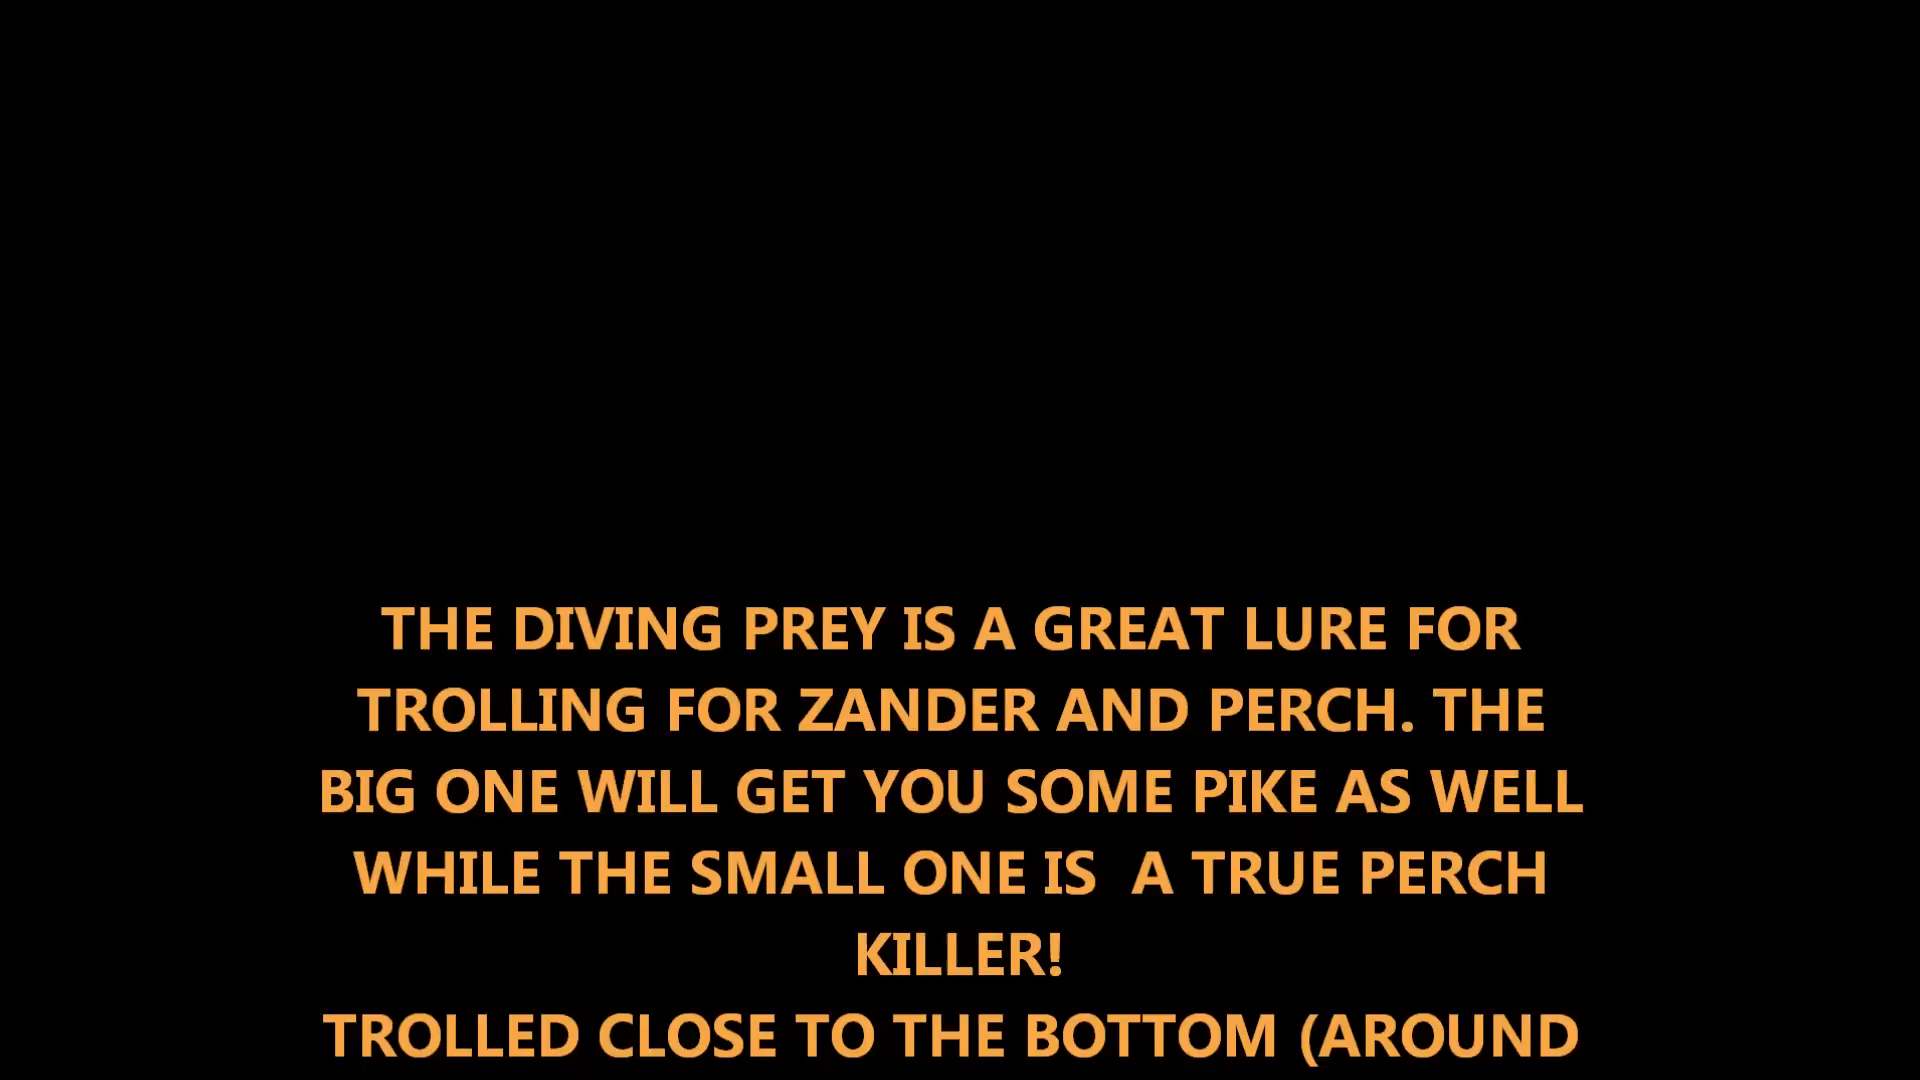 THE DIVING PREY IS A GREAT LURE FOR
TROLLING FOR ZANDER AND PERCH. THE
BIG ONE WILL GET YOU SOME PIKE AS WELL
WHILE THE SMALL ONE IS  A TRUE PERCH
KILLER!
TROLLED CLOSE TO THE BOTTOM (AROUND